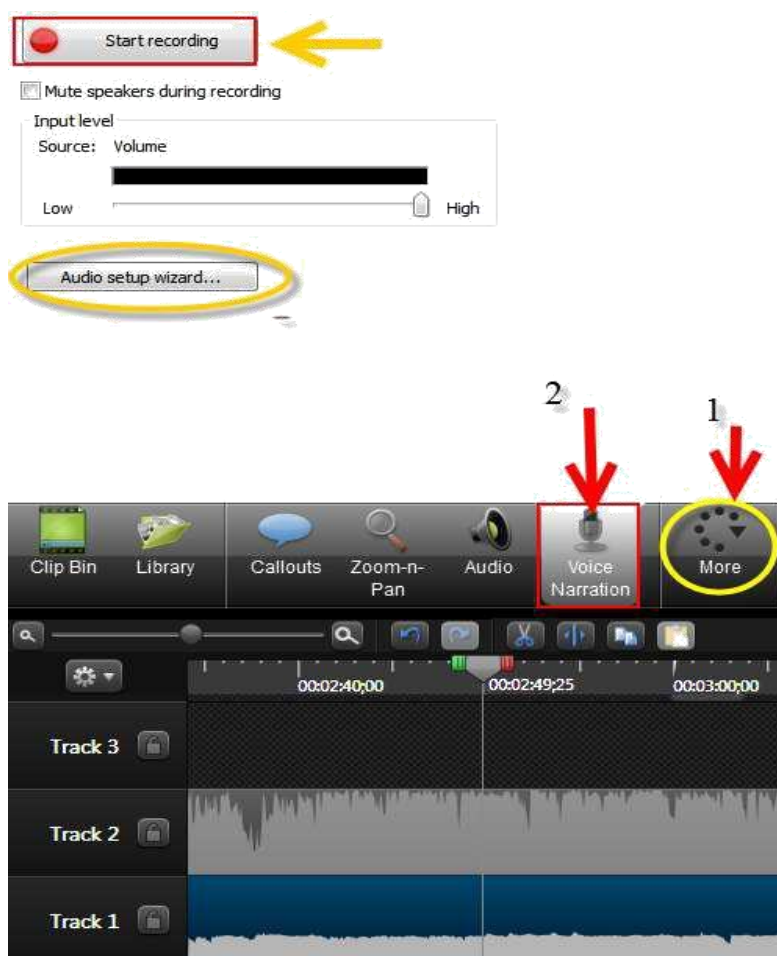 Start recording
Mute speakers during recording
Input level
Source: Volume
Low High
Audio setup wizard...
2
1
Clip Bin Library Callouts Zoom-n-Pan Audio Voice Narration More
00:02:40;00 00:02:49;25 00:03:00;00
Track 3
Track 2
Track 1